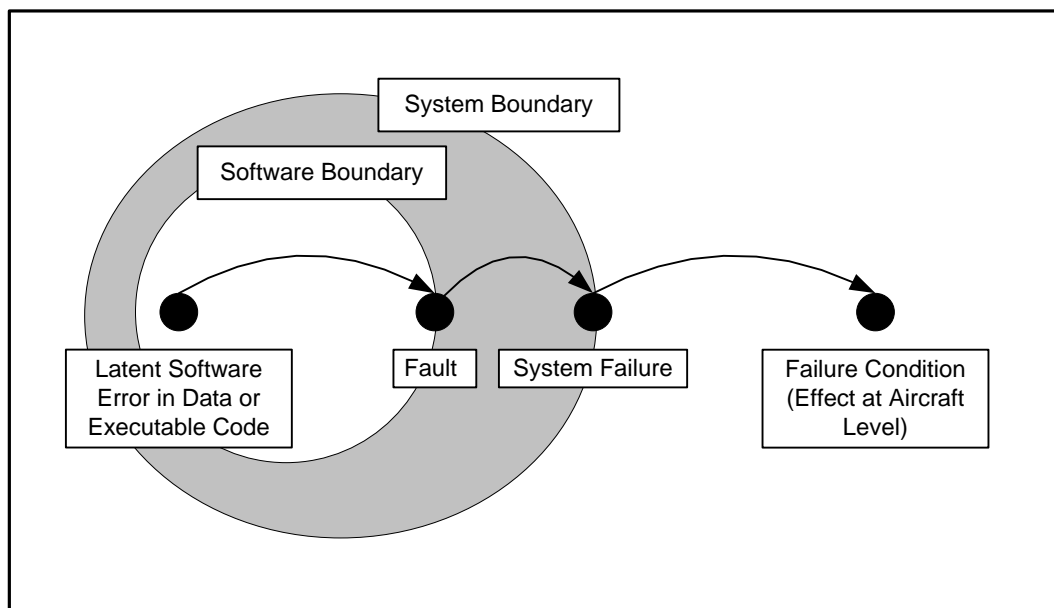 System Boundary
Software Boundary
Latent Software
Error in Data or
Executable Code
Fault
System Failure
Failure Condition
(Effect at Aircraft
Level)